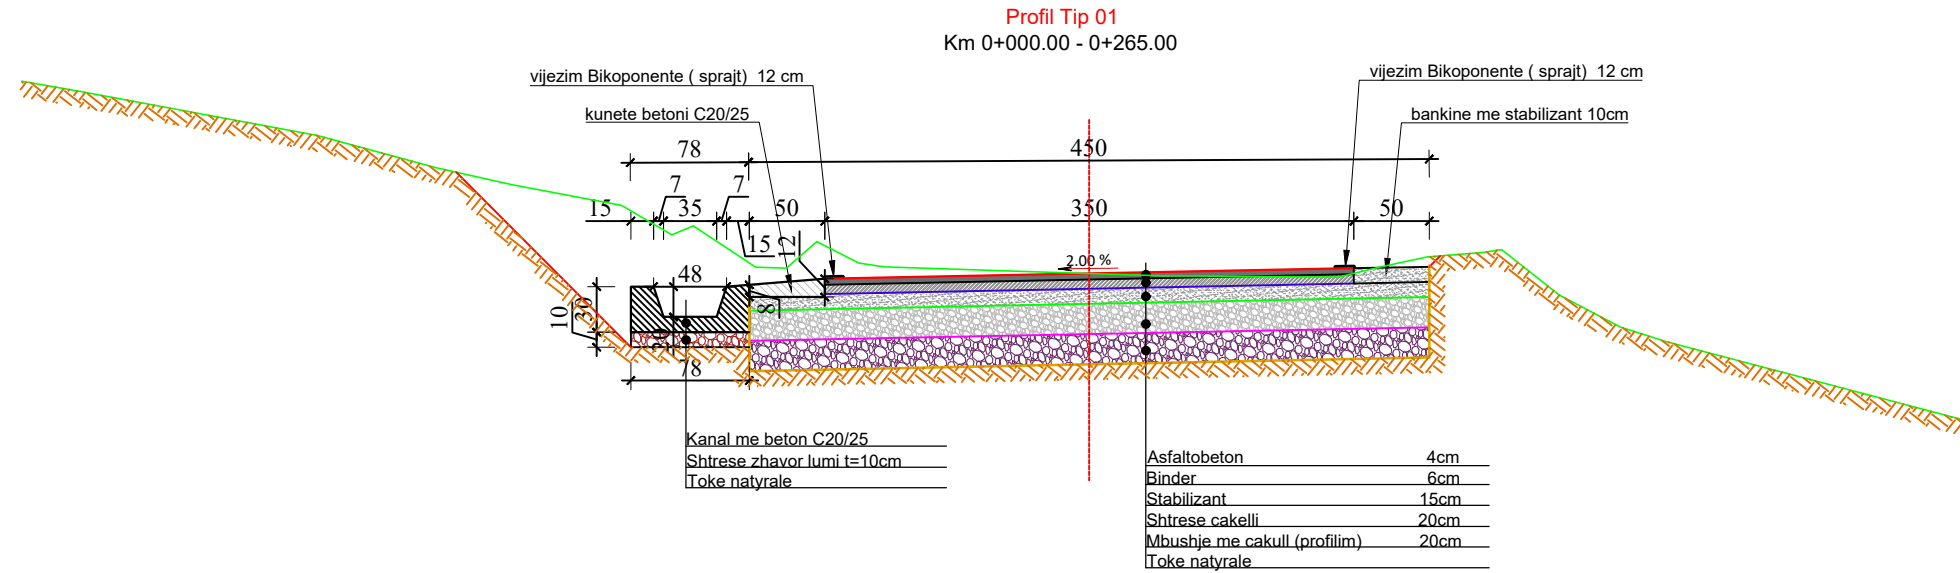 Profil Tip 01
Km 0+000.00 - 0+265.00
vijezim Bikoponente ( sprajt) 12 cm
vijezim Bikoponente ( sprajt) 12 cm
kunete betoni C20/25
bankine me stabilizant 10cm
78
450
7
7
15
35
50
350
50
15
12
2.00 %
48
8
10
30
20
78
Kanal me beton C20/25
Shtrese zhavor lumi t=10cm
Toke natyrale
Asfaltobeton 4cm
Binder 6cm
Stabilizant 15cm
Shtrese cakelli 20cm
Mbushje me cakull (profilim) 20cm
Toke natyrale